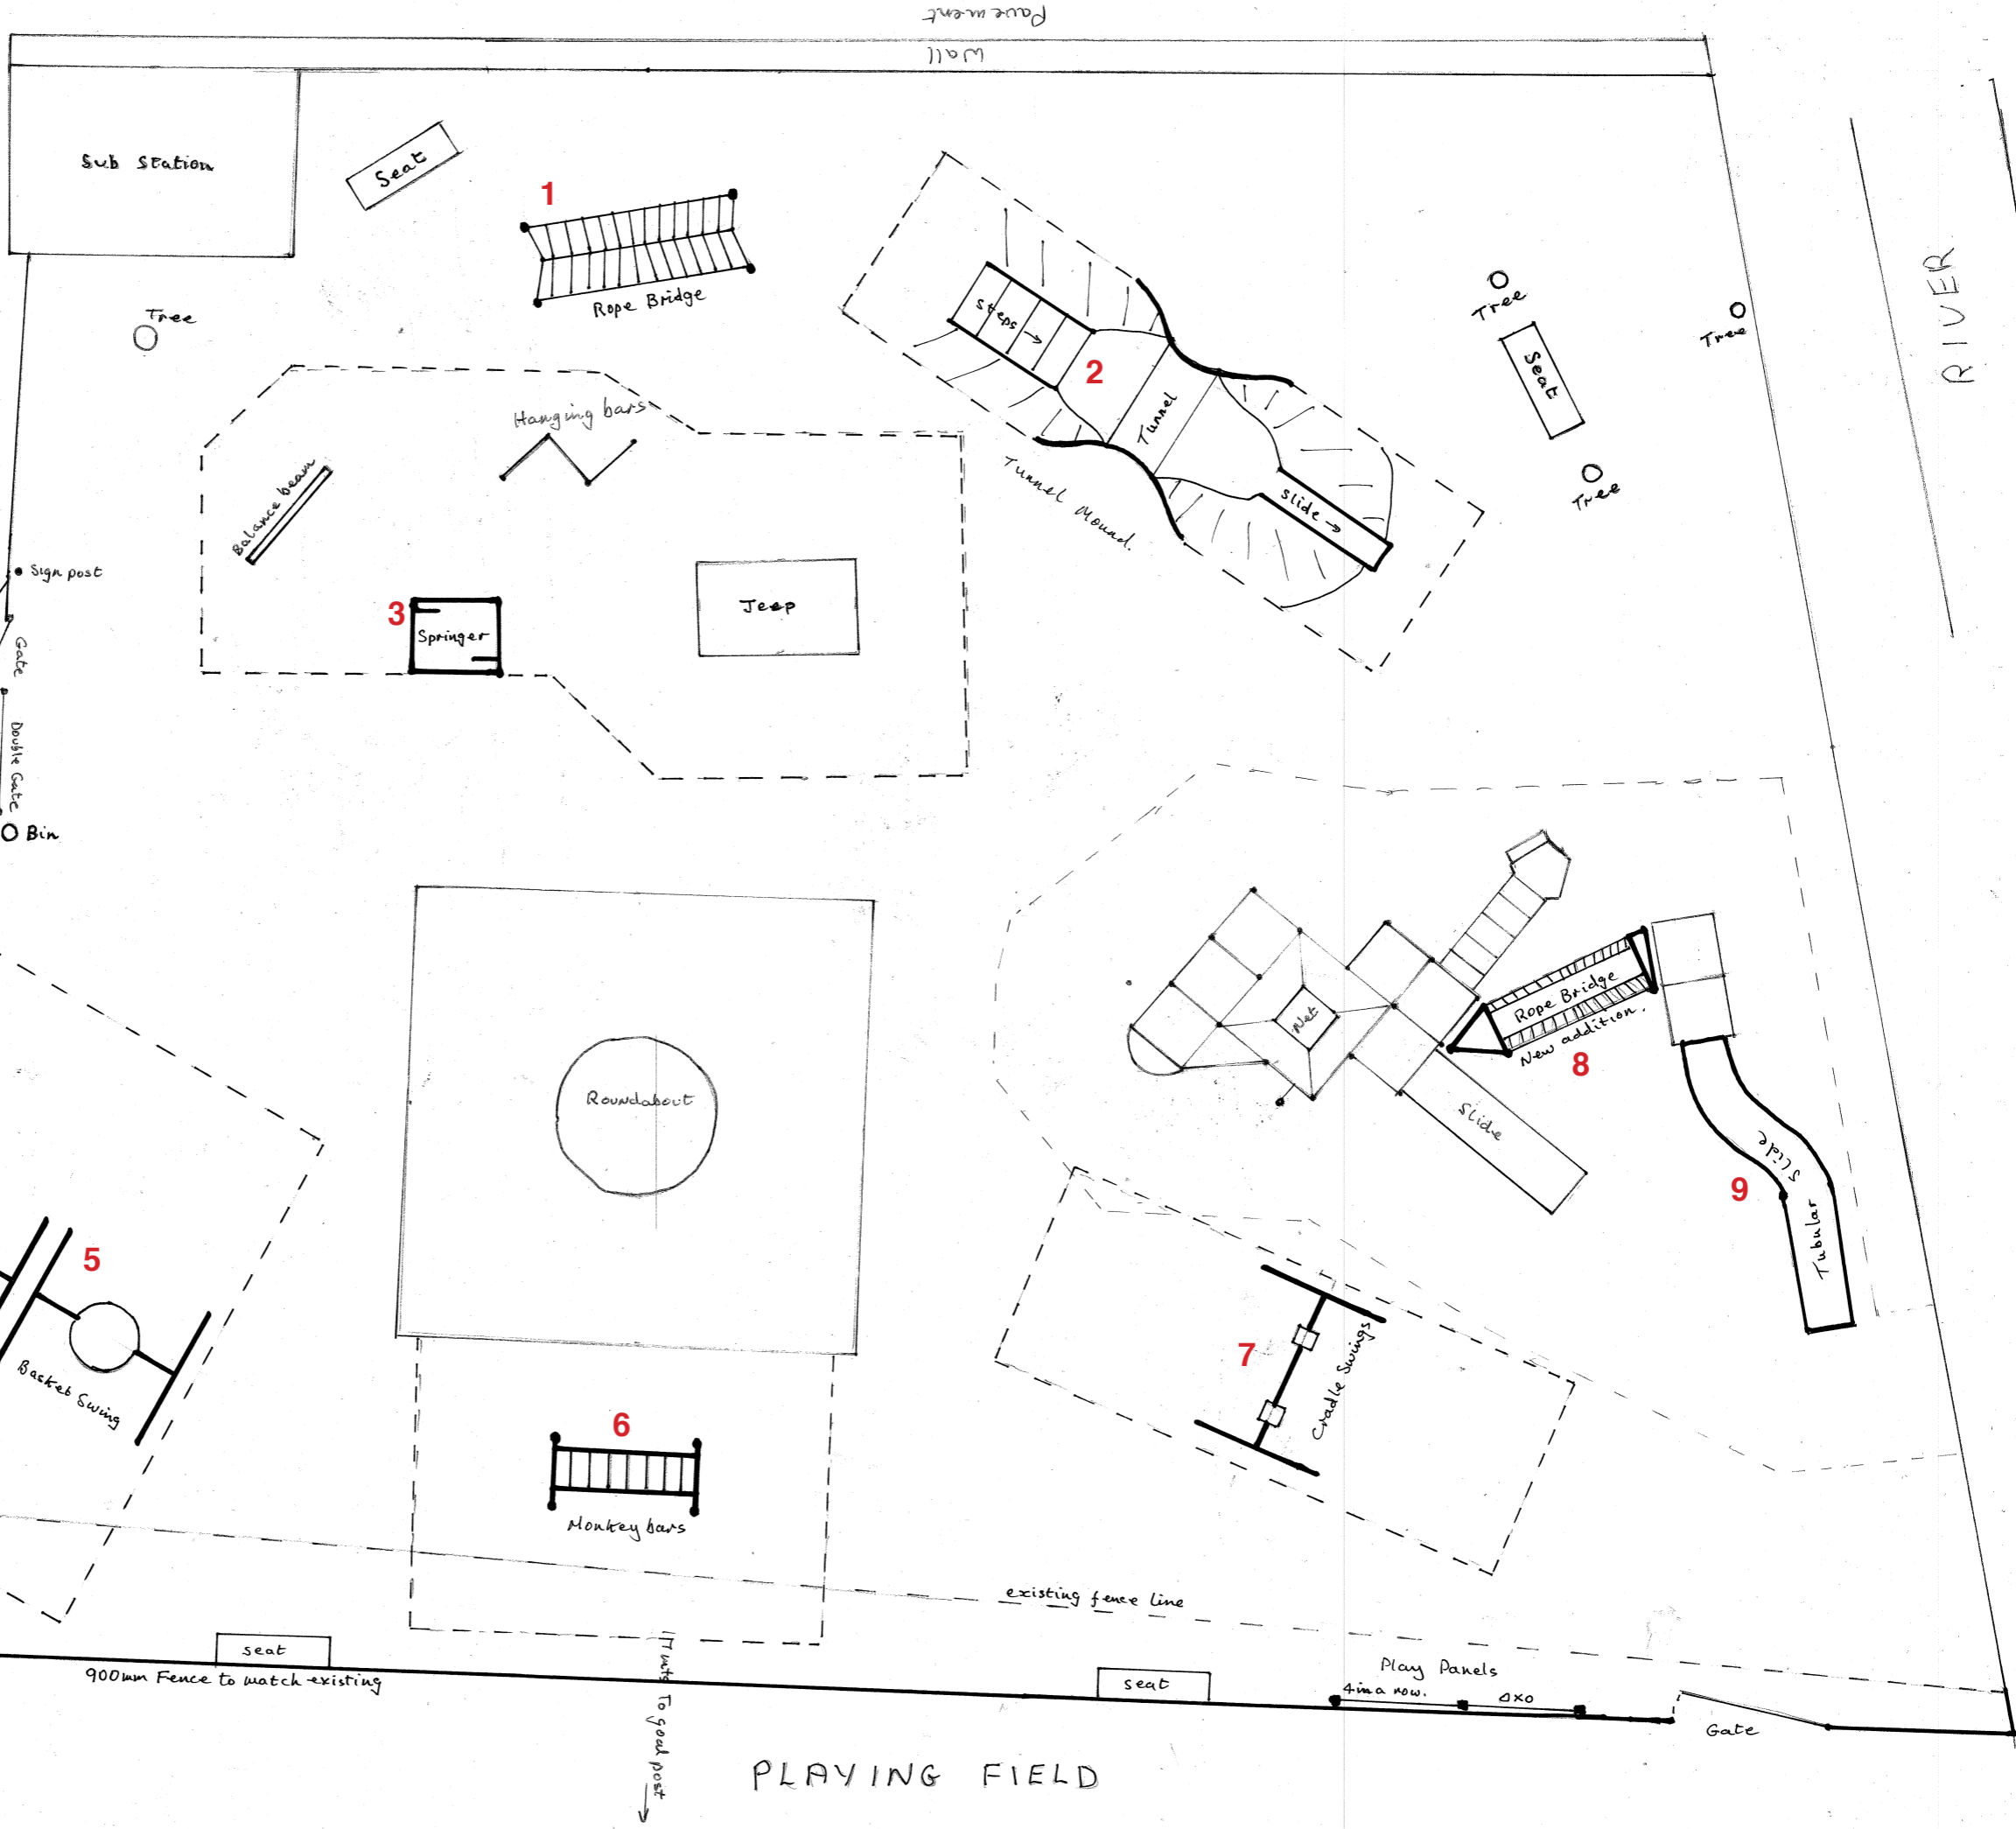 Pavement
Wall
Sub Station
Seat
1
Rope Bridge
Tree
steps →
2
Tunnel
slide →
Tunnel Mound.
Tree
Seat
Tree
Tree
RIVER
Hanging bars
Balance beam
3
Springer
Jeep
Sign post
Gate
Double Gate
Bin
Roundabout
Net
Rope Bridge
New addition.
8
Slide
9
Tubular
Slide
5
Basket Swing
6
Monkey bars
7
Cradle Swings
existing fence line
seat
900mm Fence to match existing
To goal post
seat
Play Panels
4 in a row.
Gate
PLAYING FIELD